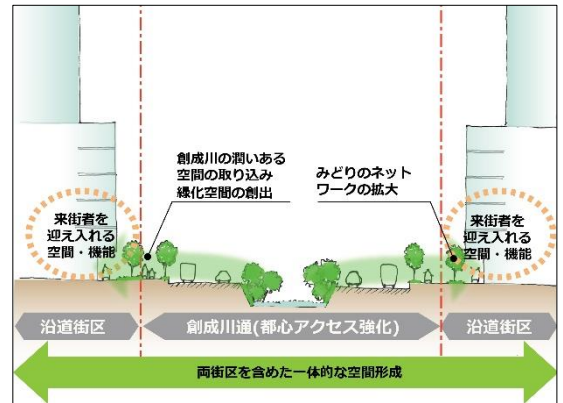 創成川の潤いある
空間の取り込み
緑化空間の創出
みどりのネット
ワークの拡大
来街者を
迎え入れる
空間・機能
来街者を
迎え入れる
空間・機能
沿道街区
創成川通(都心アクセス強化)
沿道街区
両街区を含めた一体的な空間形成